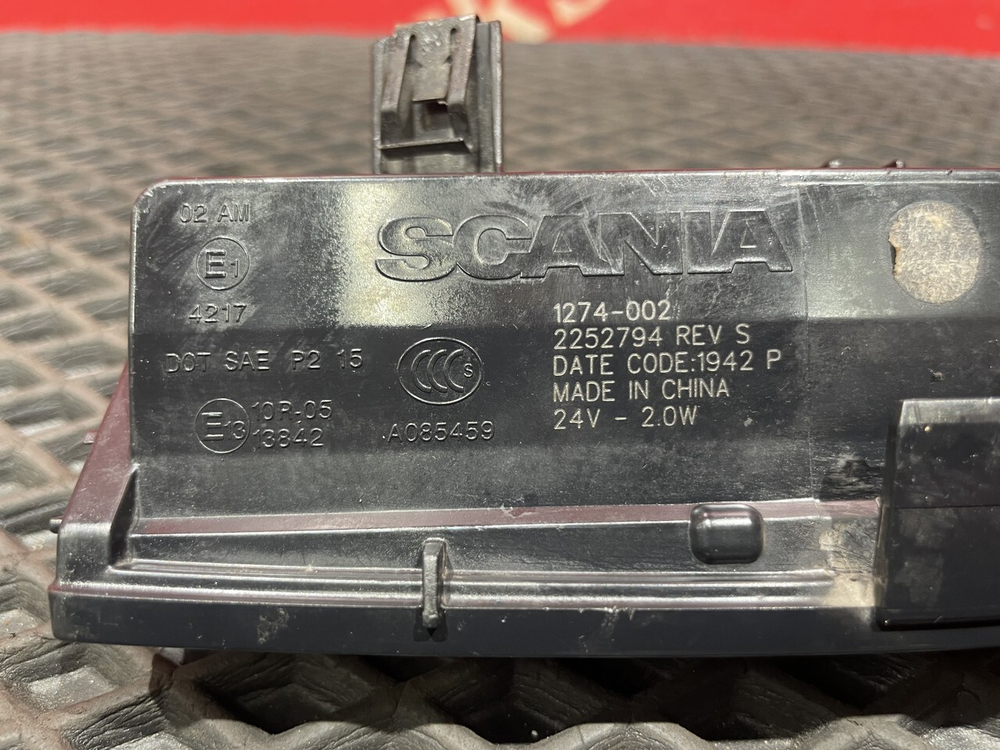 02 AM
E1
4217
DOT SAE P2 15
E13
10R-05
13842
CCC S
A085459
SCANIA
1274-002
2252794 REV S
DATE CODE:1942 P
MADE IN CHINA
24V - 2.0W